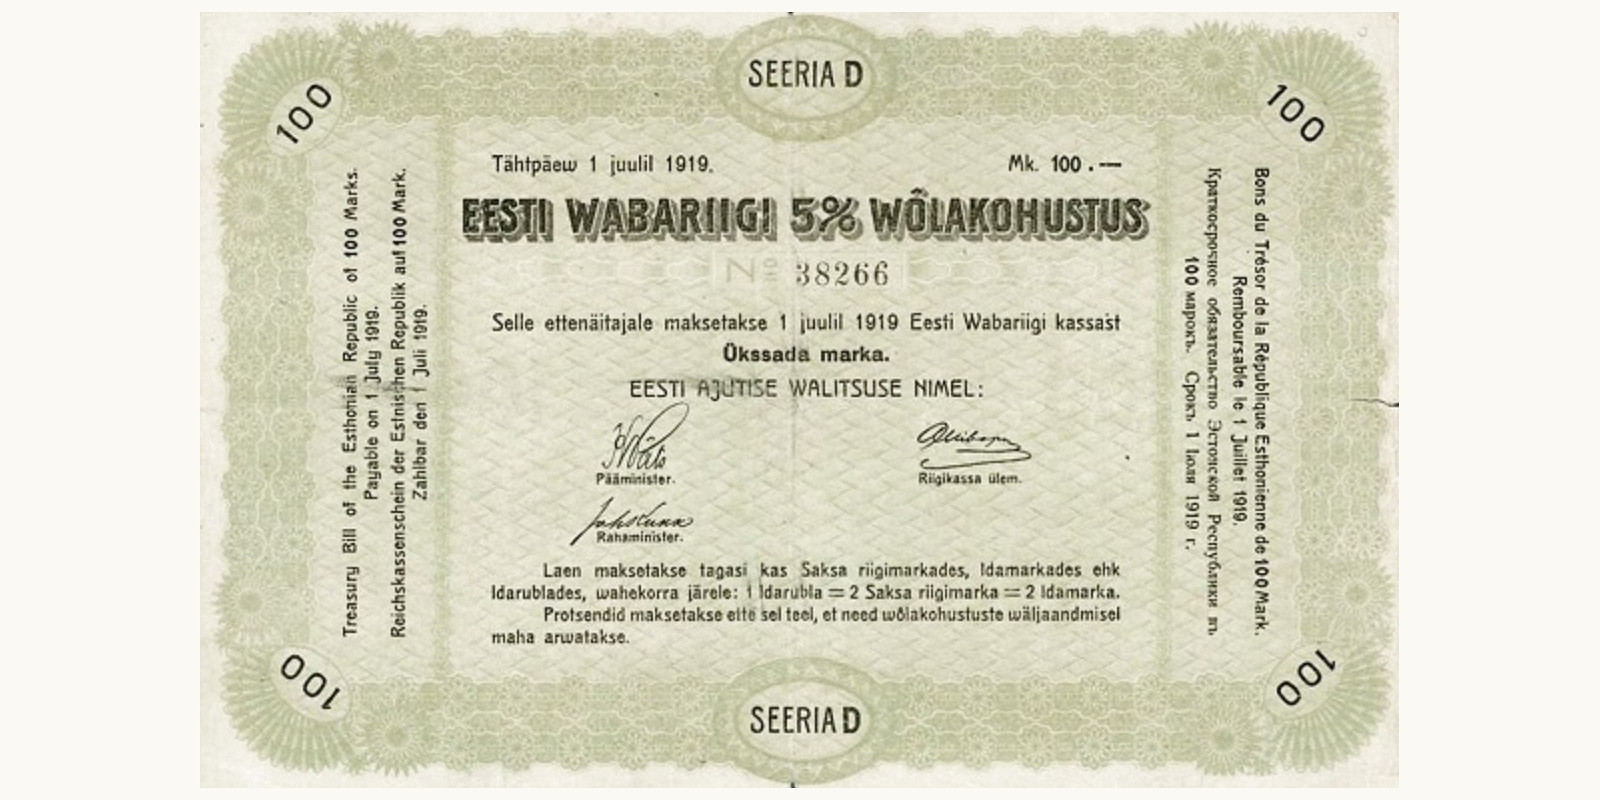 SEERIA D
100
100
Tähtpäew 1 juulil 1919.
Mk. 100.—
EESTI WABARIIGI 5% WÕLAKOHUSTUS
№ 38266
Selle ettenäitajale maksetakse 1 juulil 1919 Eesti Wabariigi kassast
Ükssada marka.
EESTI AJUTISE WALITSUSE NIMEL:
Pääminister.
Riigikassa ülem.
Rahaminister.
Laen maksetakse tagasi kas Saksa riigimarkades, Idamarkades ehk
Idarublades, wahekorra järele: 1 Idarubla = 2 Saksa riigimarka = 2 Idamarka.
Protsendid maksetakse ette sel teel, et need wõlakohustuste wäljaandmisel
maha arwatakse.
Treasury Bill of the Esthonian Republic of 100 Marks.
Payable on 1 July 1919.
Reichskassenschein der Estnischen Republik auf 100 Mark.
Zahlbar den 1 Juli 1919.
Bons du Trésor de la République Esthonienne de 100 Mark.
Remboursable le 1 Juillet 1919.
Краткосрочное обязательство Эстонской Республики въ
100 марокъ. Срокъ 1 Іюля 1919 г.
100
100
SEERIA D